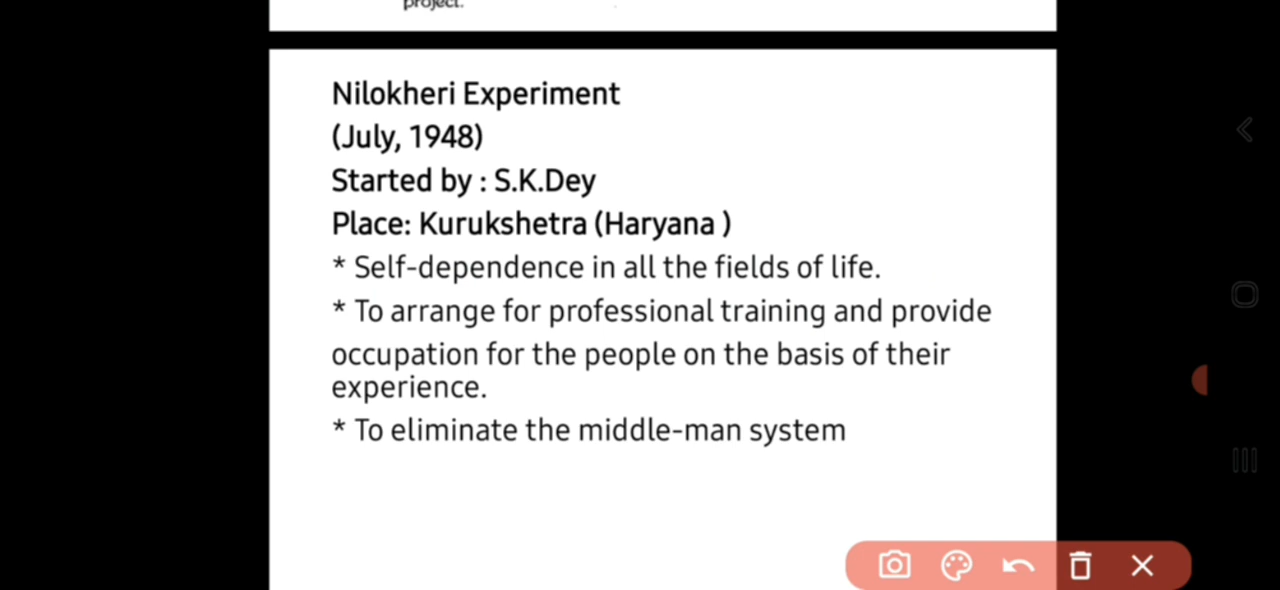 project.
Nilokheri Experiment
(July, 1948)
Started by : S.K.Dey
Place: Kurukshetra (Haryana )
* Self-dependence in all the fields of life.
* To arrange for professional training and provide
occupation for the people on the basis of their
experience.
* To eliminate the middle-man system